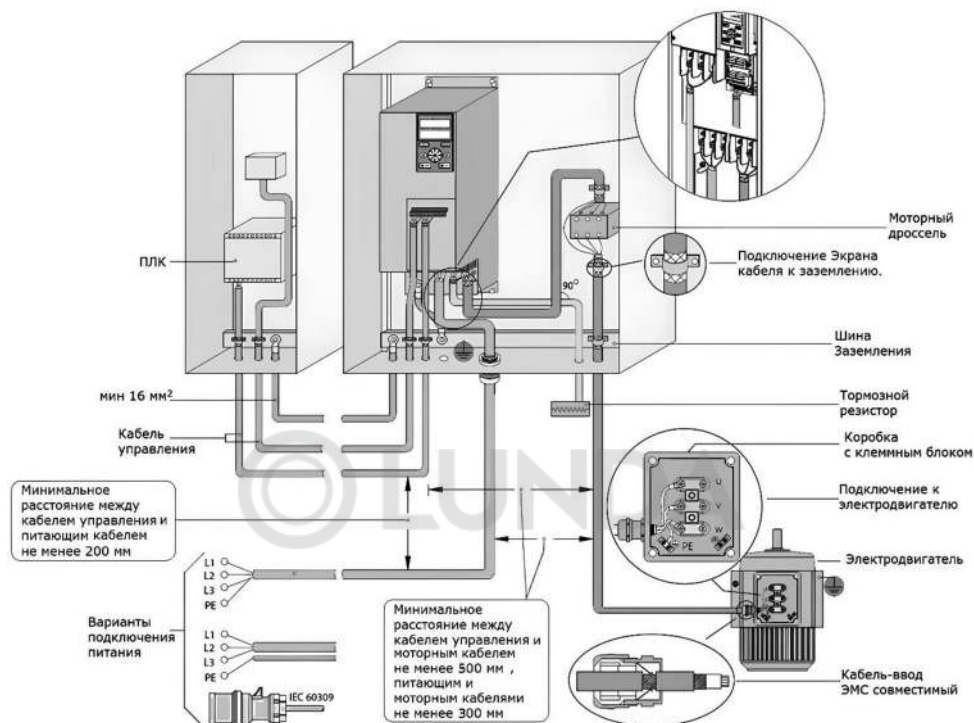 Моторный
дроссель
ПЛК
Подключение Экрана
кабеля к заземлению.
90°
Шина
Заземления
мин 16 мм²
Тормозной
резистор
Кабель
управления
Коробка
с клеммным блоком
LUNDA
U
V
W
PE
Минимальное
расстояние между
кабелем управления и
питающим кабелем
не менее 200 мм
Подключение к
электродвигателю
Электродвигатель
L1
L2
L3
PE
Варианты
подключения
питания
L1
L2
L3
PE
IEC 60309
Минимальное
расстояние между
кабелем управления и
моторным кабелем
не менее 500 мм ,
питающим и
моторным кабелями
не менее 300 мм
Кабель-ввод
ЭМС совместимый